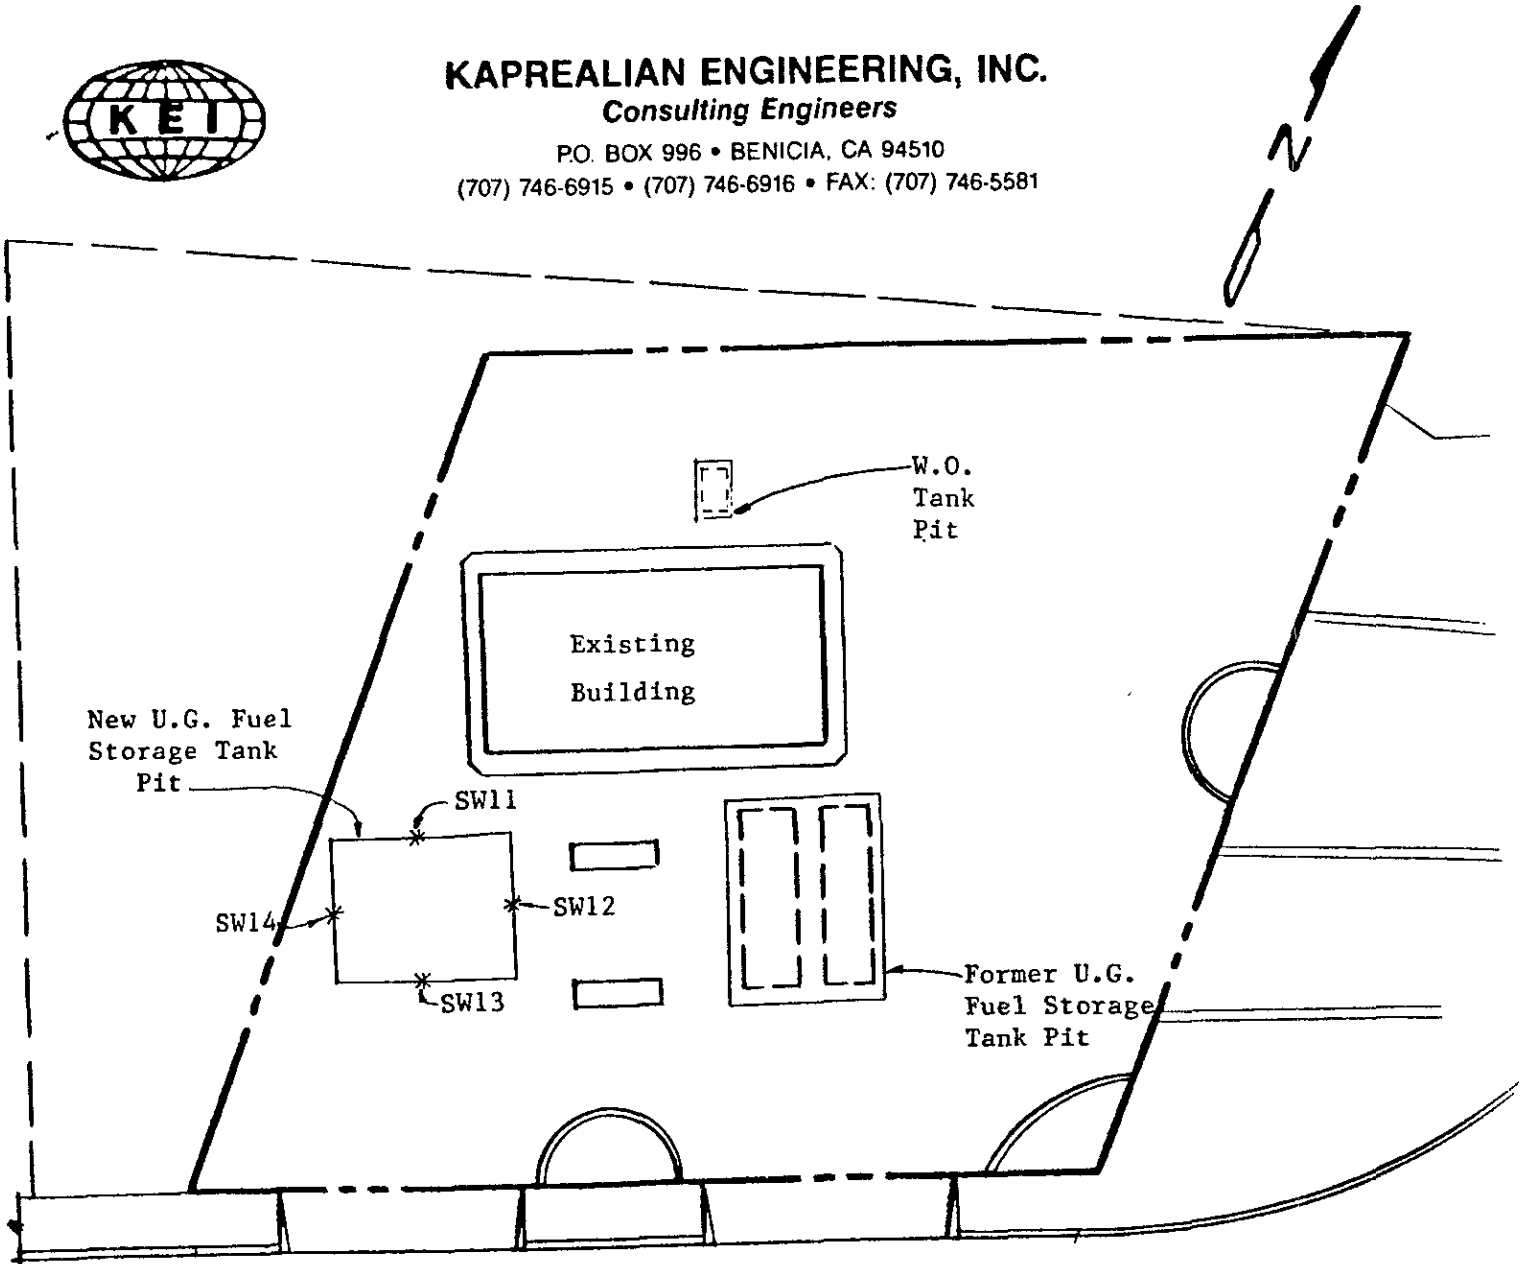 KEI
KAPREALIAN ENGINEERING, INC.
Consulting Engineers
P.O. BOX 996 • BENICIA, CA 94510
(707) 746-6915 • (707) 746-6916 • FAX: (707) 746-5581
N
W.O.
Tank
Pit
Existing
Building
New U.G. Fuel
Storage Tank
Pit
SW11
SW12
SW14
SW13
Former U.G.
Fuel Storage
Tank Pit